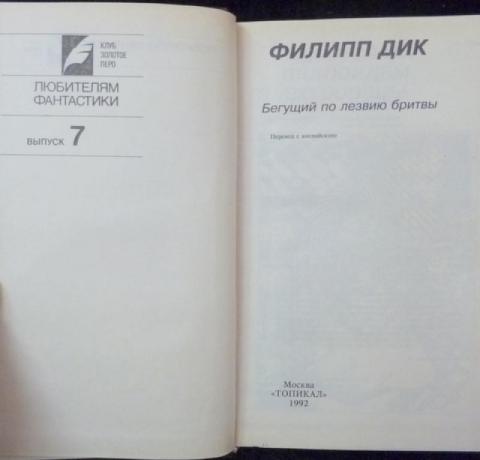 КЛУБ
ЗОЛОТОЕ
ПЕРО
ЛЮБИТЕЛЯМ
ФАНТАСТИКИ
ВЫПУСК 7
ФИЛИПП ДИК
Бегущий по лезвию бритвы
Перевод с английского
Москва
«ТОПИКАЛ»
1992